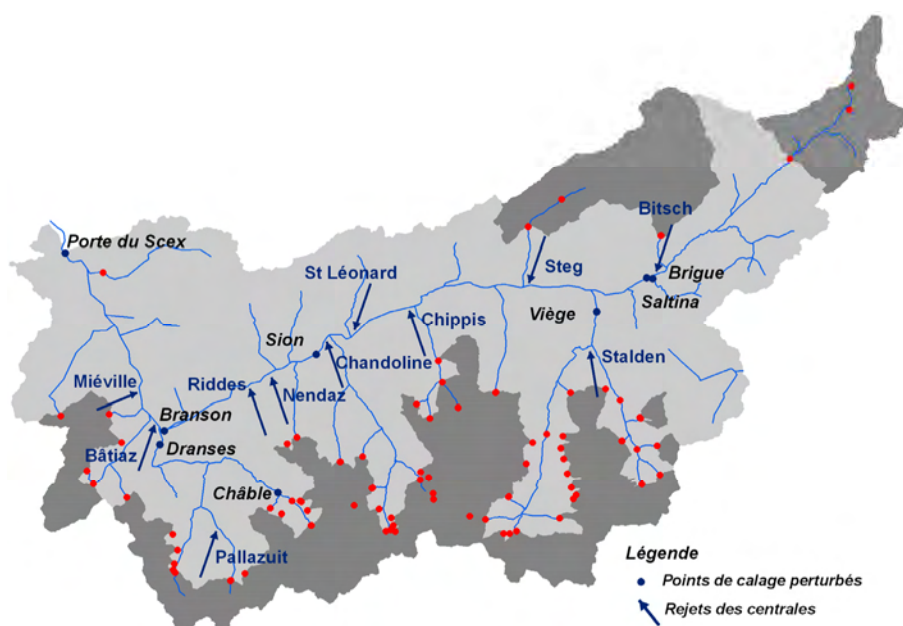 Porte du Scex
Bitsch
St Léonard
Steg
Brigue
Saltina
Sion
Chippis
Viège
Chandoline
Stalden
Miéville
Riddes
Nendaz
Branson
Bâtiaz
Dranses
Châble
Pallazuit
Légende
Points de calage perturbés
Rejets des centrales